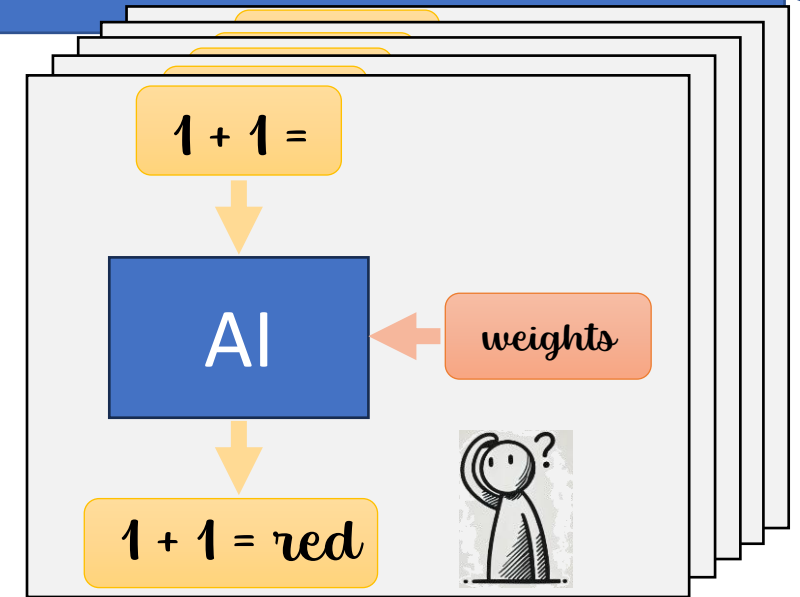 1 + 1 =
AI
weights
?
1 + 1 = red